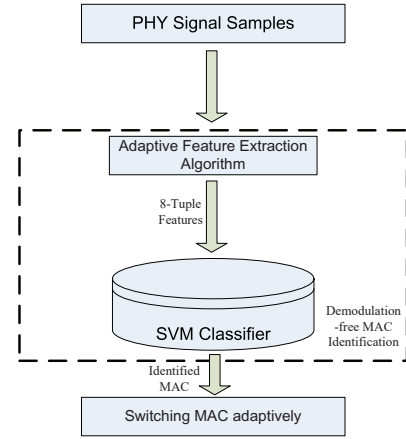 PHY Signal Samples
Adaptive Feature Extraction
Algorithm
8-Tuple
Features
SVM Classifier
Demodulation
-free MAC
Identification
Identified
MAC
Switching MAC adaptively